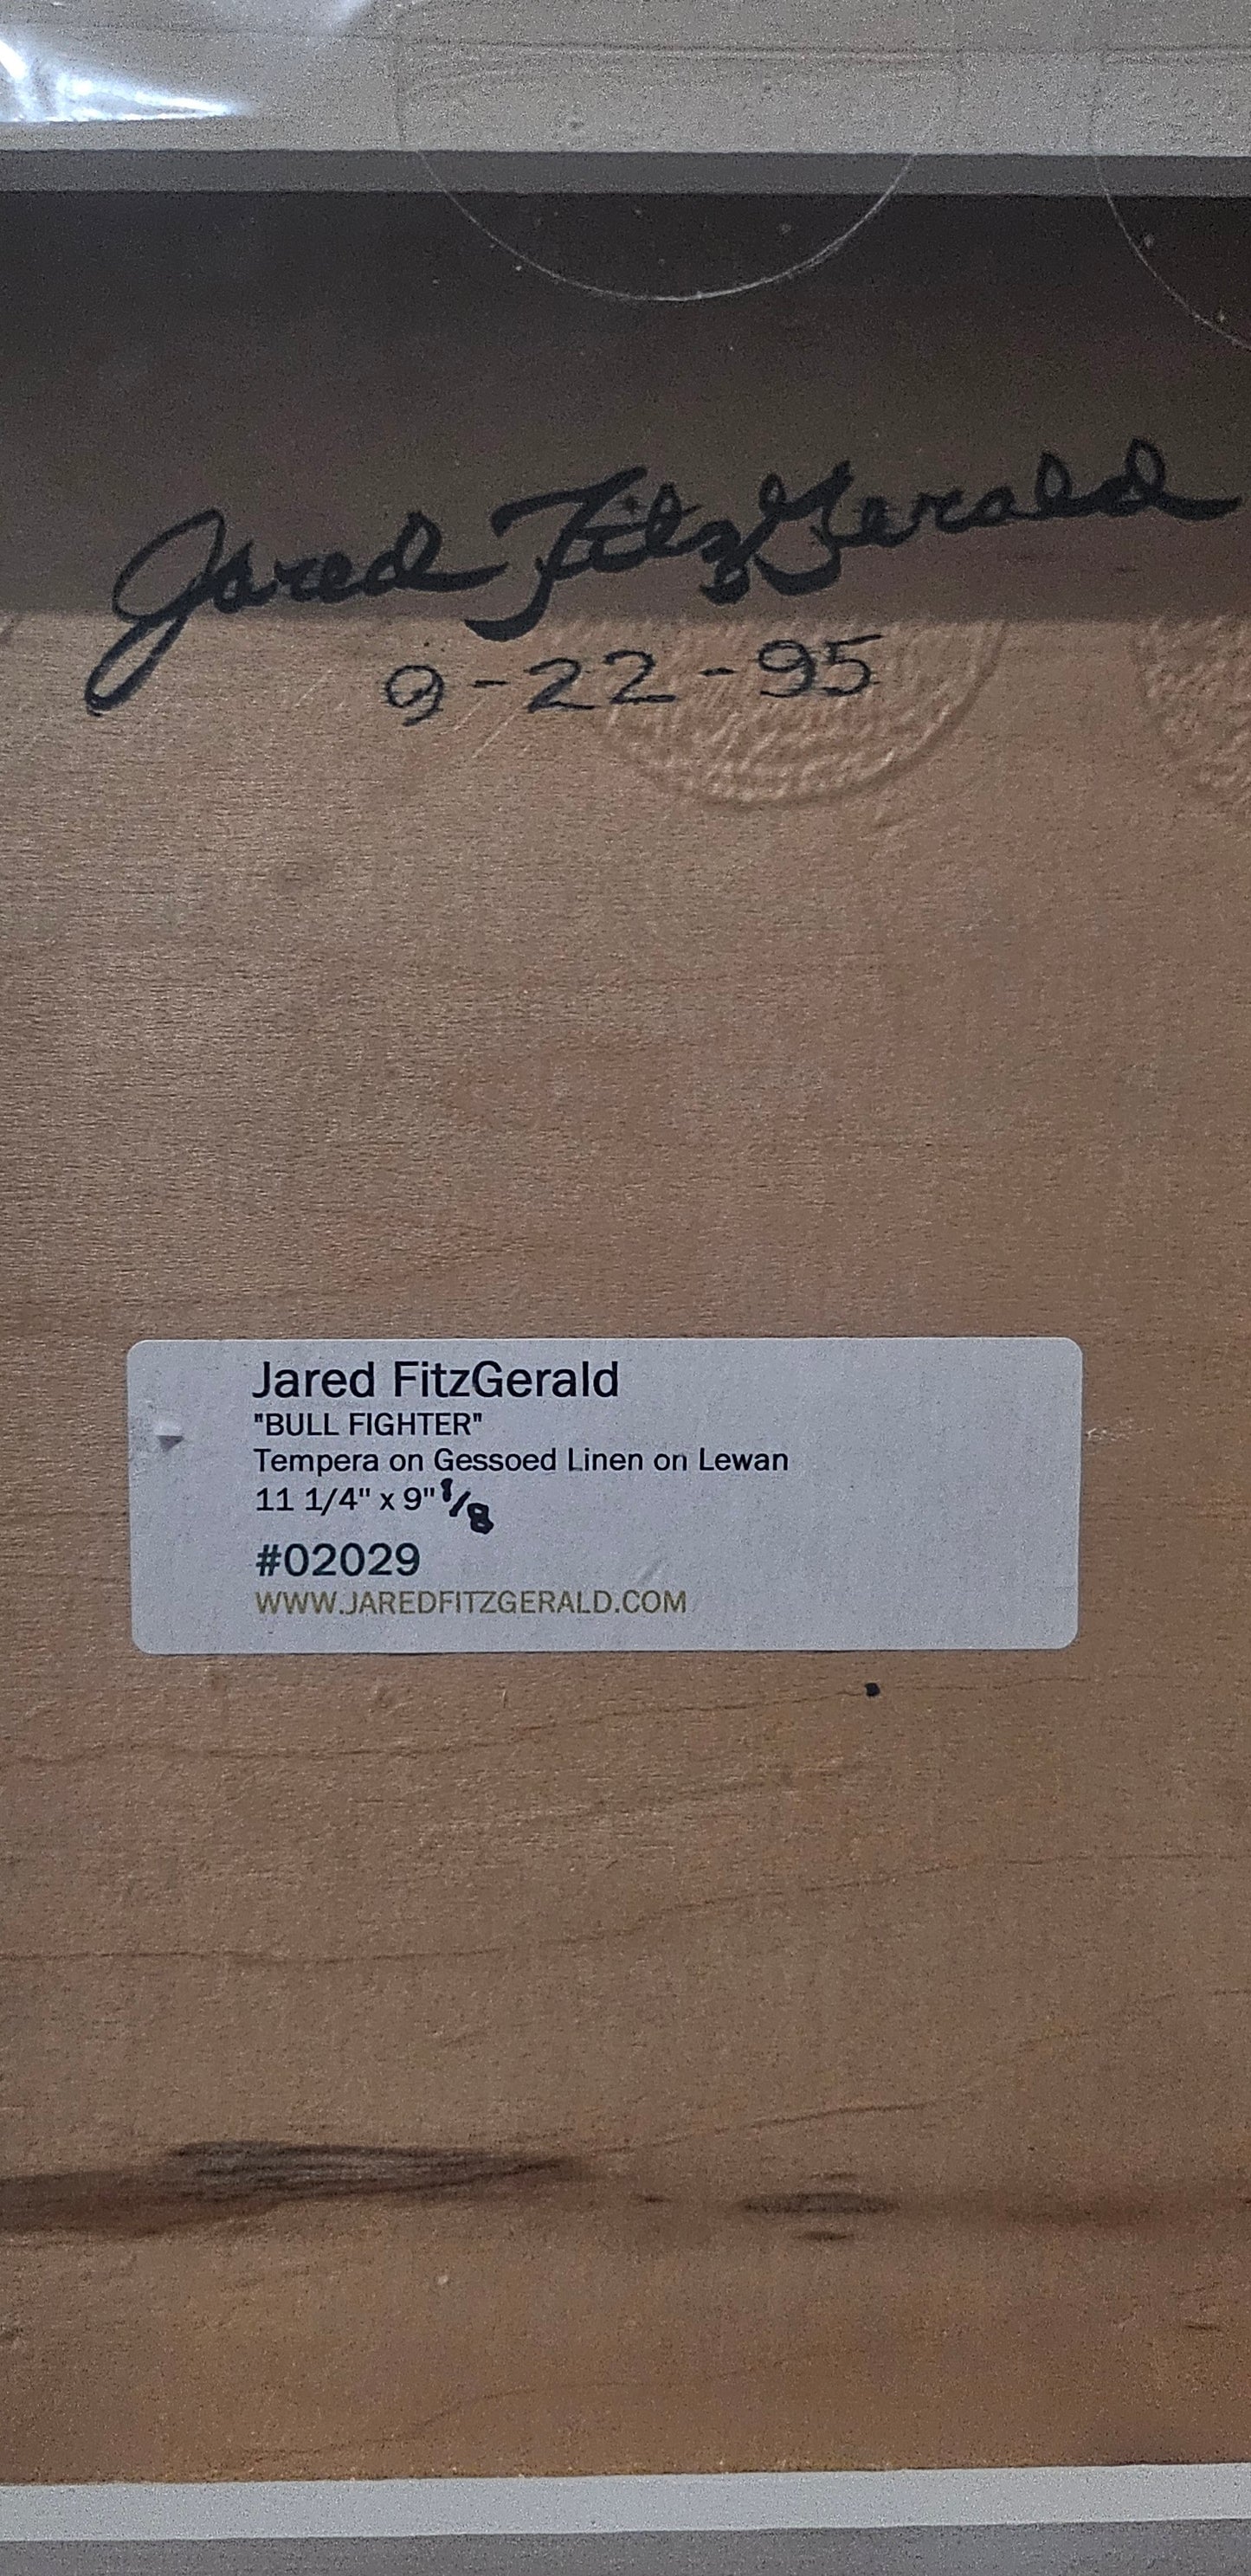 Jared FitzGerald
9-22-95
Jared FitzGerald
"BULL FIGHTER"
Tempera on Gessoed Linen on Lewan
11 1/4" x 9" 1/8
#02029
WWW.JAREDFITZGERALD.COM